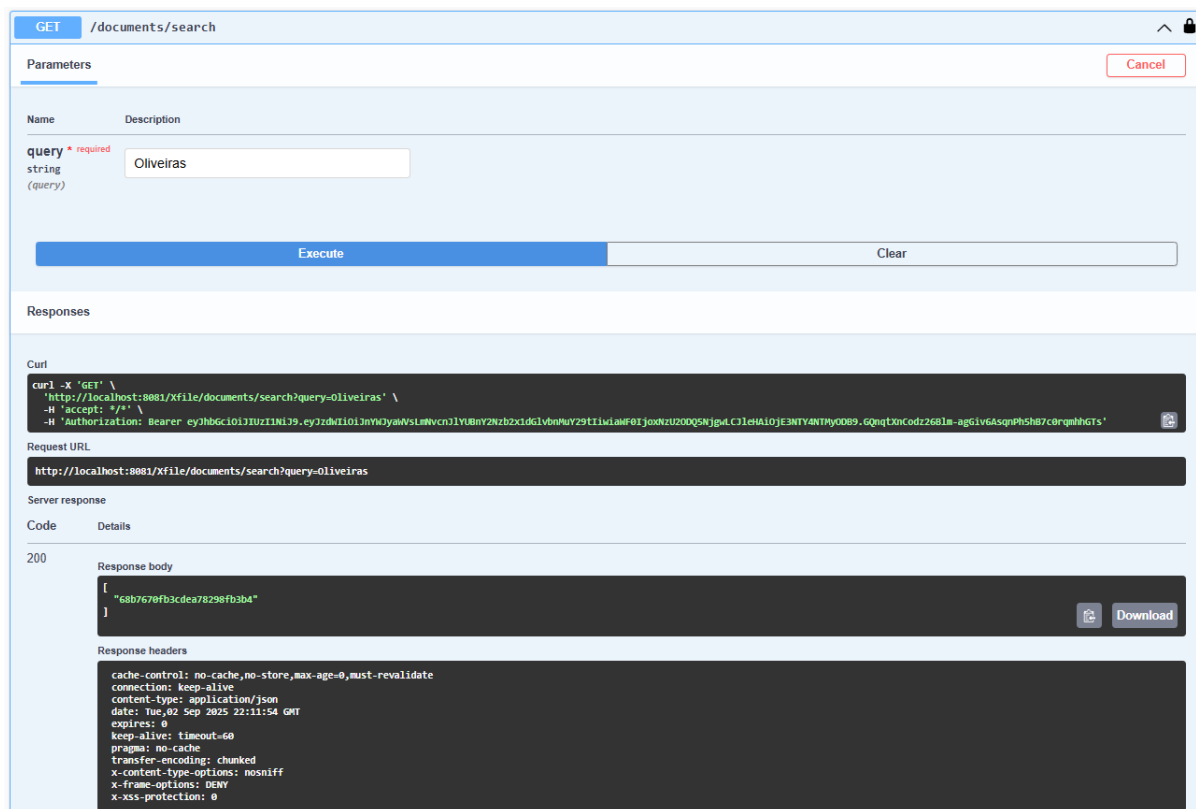 GET /documents/search
Parameters
Cancel
Name Description
query * required
string
(query)
Oliveiras
Execute Clear
Responses
Curl
curl -X 'GET' \
'http://localhost:8081/Xfile/documents/search?query=Oliveiras' \
-H 'accept: */*' \
-H 'Authorization: Bearer
Request URL
http://localhost:8081/Xfile/documents/search?query=Oliveiras
Server response
Code Details
200
Response body
[
"68b7670fb3cdea78298fb3b4"
]
Download
Response headers
cache-control: no-cache,no-store,max-age=0,must-revalidate
connection: keep-alive
content-type: application/json
date: Tue,02 Sep 2025 22:11:54 GMT
expires: 0
keep-alive: timeout=60
pragma: no-cache
transfer-encoding: chunked
x-content-type-options: nosniff
x-frame-options: DENY
x-xss-protection: 0